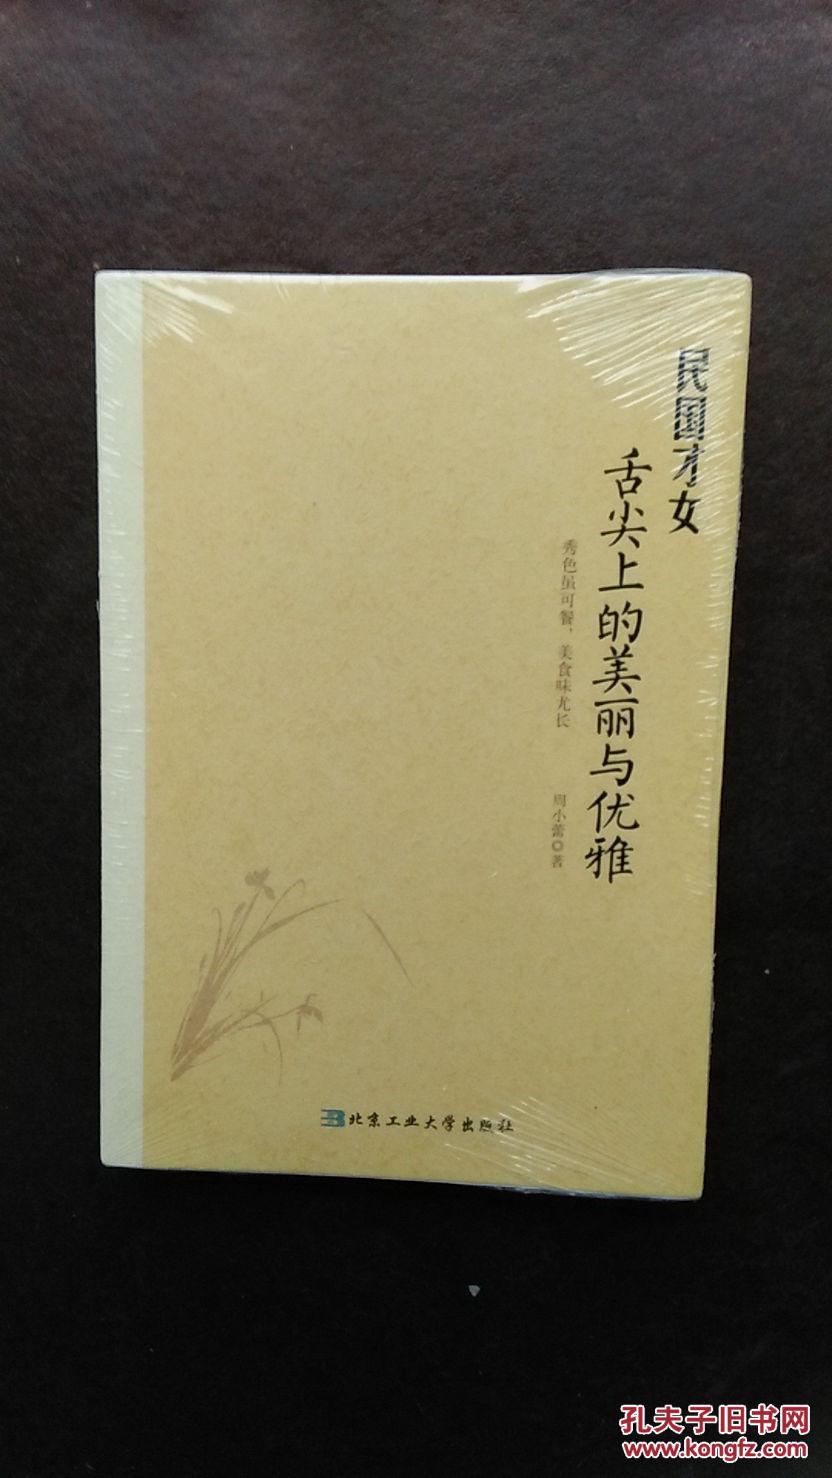 民国才女
舌尖上的美丽与优雅
秀色虽可餐，美食味尤长
周小蕾◎著
北京工业大学出版社
孔夫子旧书网
www.kongfz.com